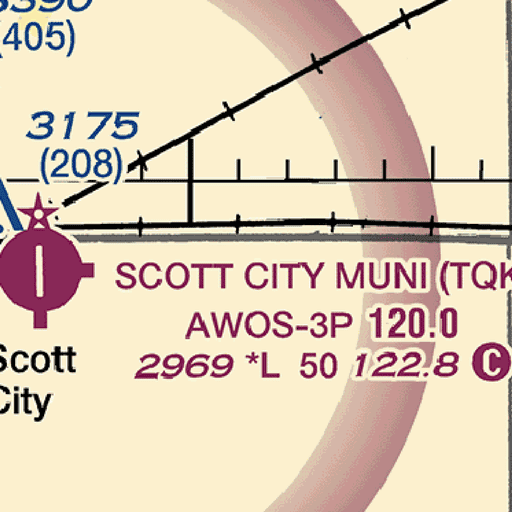 (405)
3175
(208)
SCOTT CITY MUNI (TQK
AWOS-3P 120.0
2969 *L 50 122.8 C
Scott
City